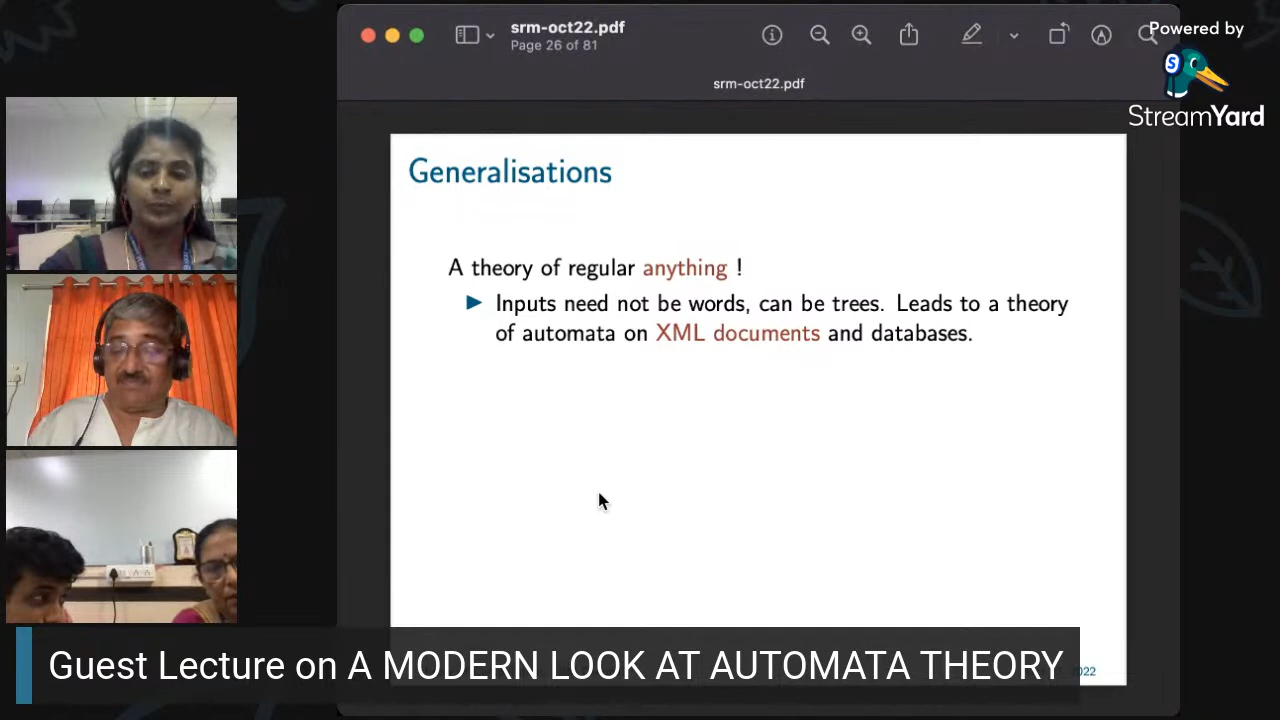 srm-oct22.pdf
Page 26 of 81
srm-oct22.pdf
Powered by
StreamYard
Generalisations
A theory of regular anything !
▶ Inputs need not be words, can be trees. Leads to a theory
of automata on XML documents and databases.
2022
Guest Lecture on A MODERN LOOK AT AUTOMATA THEORY